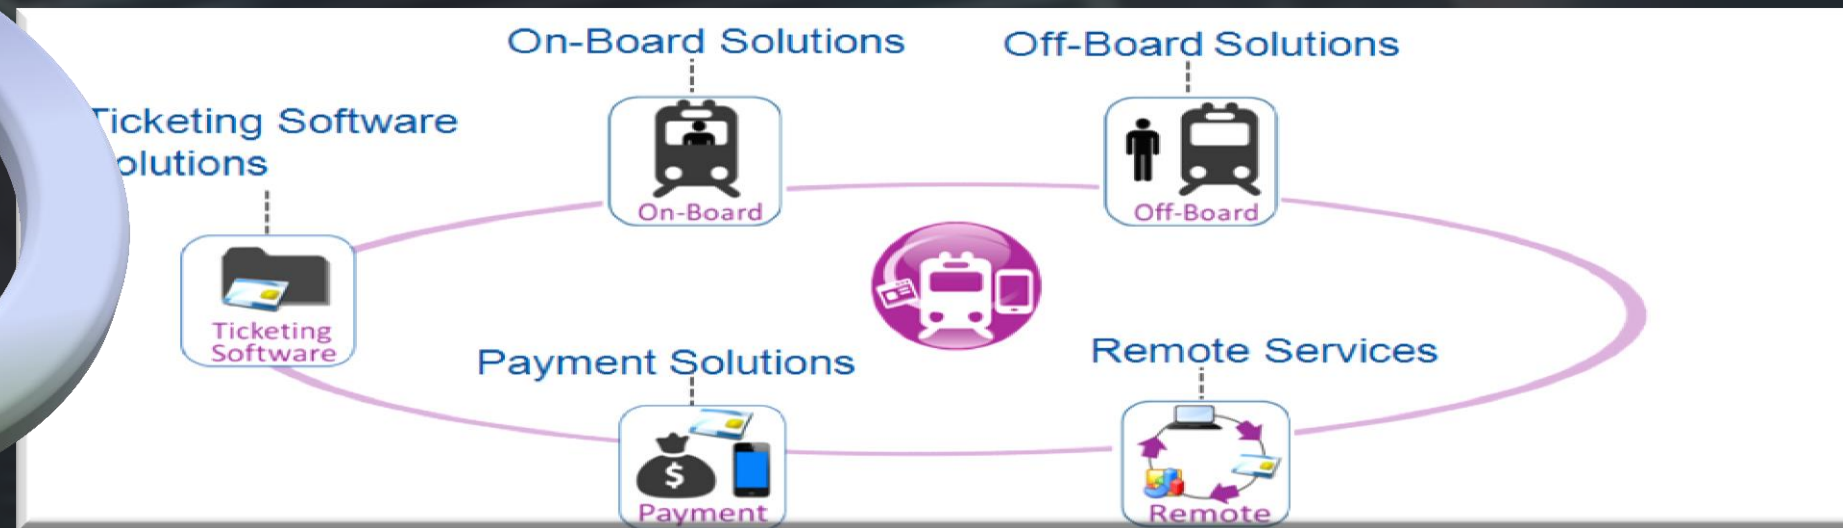 On-Board Solutions
Off-Board Solutions
Ticketing Software
olutions
On-Board
Off-Board
Ticketing
Software
Payment Solutions
Remote Services
$
Payment
Remote